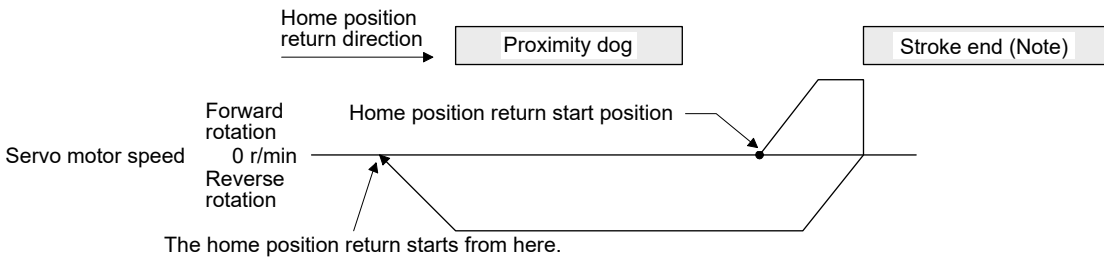 Home position
return direction
Proximity dog
Stroke end (Note)
Forward
rotation
Home position return start position
Servo motor speed
0 r/min
Reverse
rotation
The home position return starts from here.